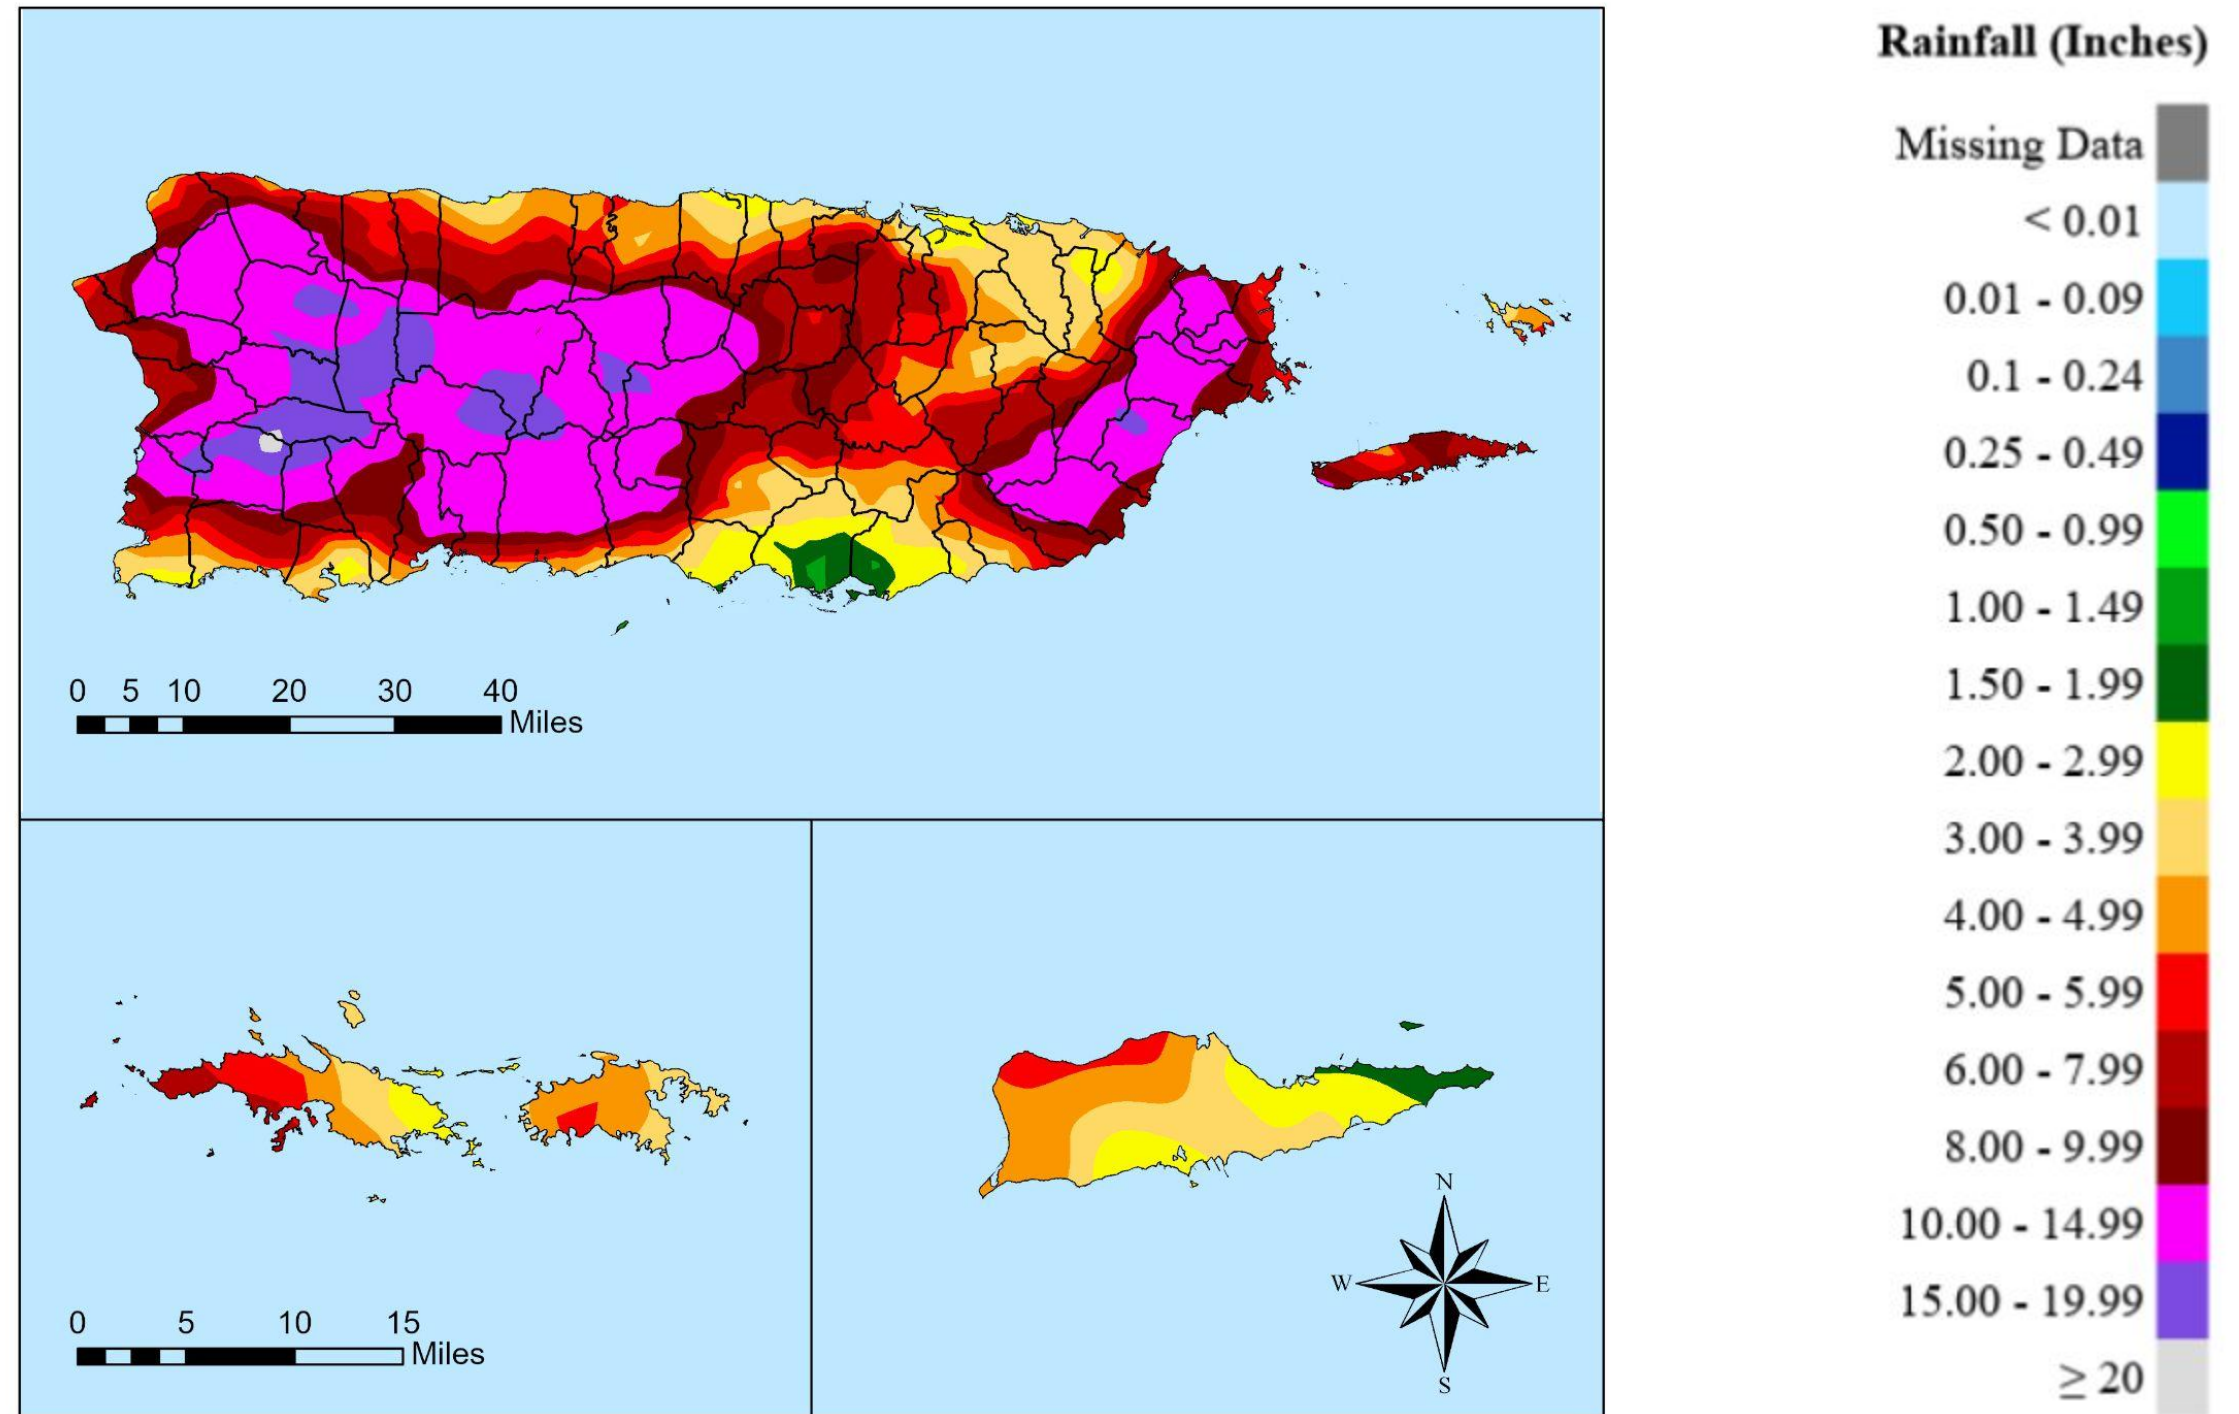 Rainfall (Inches)
Missing Data
< 0.01
0.01 - 0.09
0.1 - 0.24
0.25 - 0.49
0.50 - 0.99
1.00 - 1.49
1.50 - 1.99
2.00 - 2.99
3.00 - 3.99
4.00 - 4.99
5.00 - 5.99
6.00 - 7.99
8.00 - 9.99
10.00 - 14.99
15.00 - 19.99
≥ 20
0 5 10 20 30 40
Miles
0 5 10 15
Miles
N
W E
S